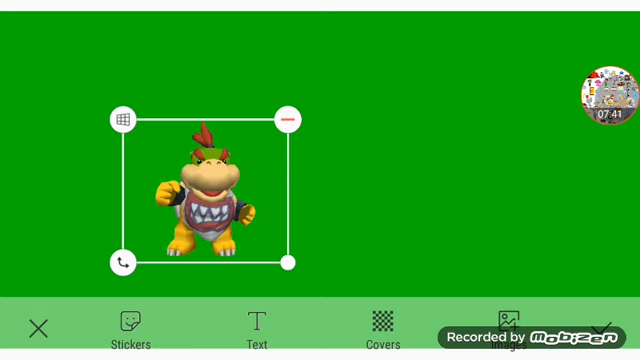 07:41
Stickers
Text
Covers
Images
Recorded by mobizen